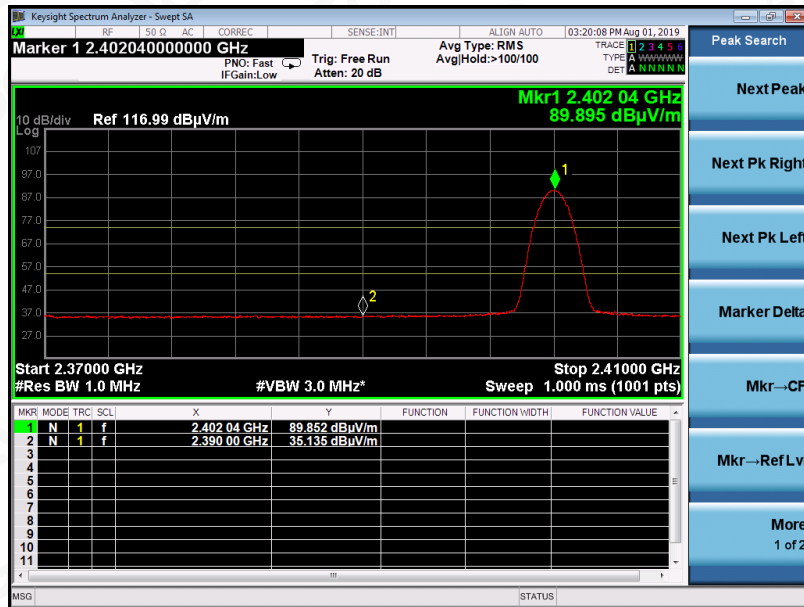 Keysight Spectrum Analyzer - Swept SA
LXI RF 50 Ω AC CORREC SENSE:INT ALIGN AUTO 03:20:08 PM Aug 01, 2019
Marker 1 2.402040000000 GHz
PNO: Fast
IFGain:Low
Trig: Free Run
Atten: 20 dB
Avg Type: RMS
Avg|Hold:>100/100
TRACE 1 2 3 4 5 6
TYPE A WWWWW
DET A N N N N N
Mkr1 2.402 04 GHz
89.895 dBµV/m
10 dB/div Ref 116.99 dBµV/m
Log
107
97.0
87.0
77.0
67.0
57.0
47.0
37.0
27.0
1
2
Start 2.37000 GHz Stop 2.41000 GHz
#Res BW 1.0 MHz #VBW 3.0 MHz* Sweep 1.000 ms (1001 pts)
MKR MODE TRC SCL X Y FUNCTION FUNCTION WIDTH FUNCTION VALUE
1 N 1 f 2.402 04 GHz 89.852 dBµV/m
2 N 1 f 2.390 00 GHz 35.135 dBµV/m
3
4
5
6
7
8
9
10
11
MSG STATUS
Peak Search
Next Peak
Next Pk Right
Next Pk Left
Marker Delta
Mkr→CF
Mkr→Ref Lv
More
1 of 2